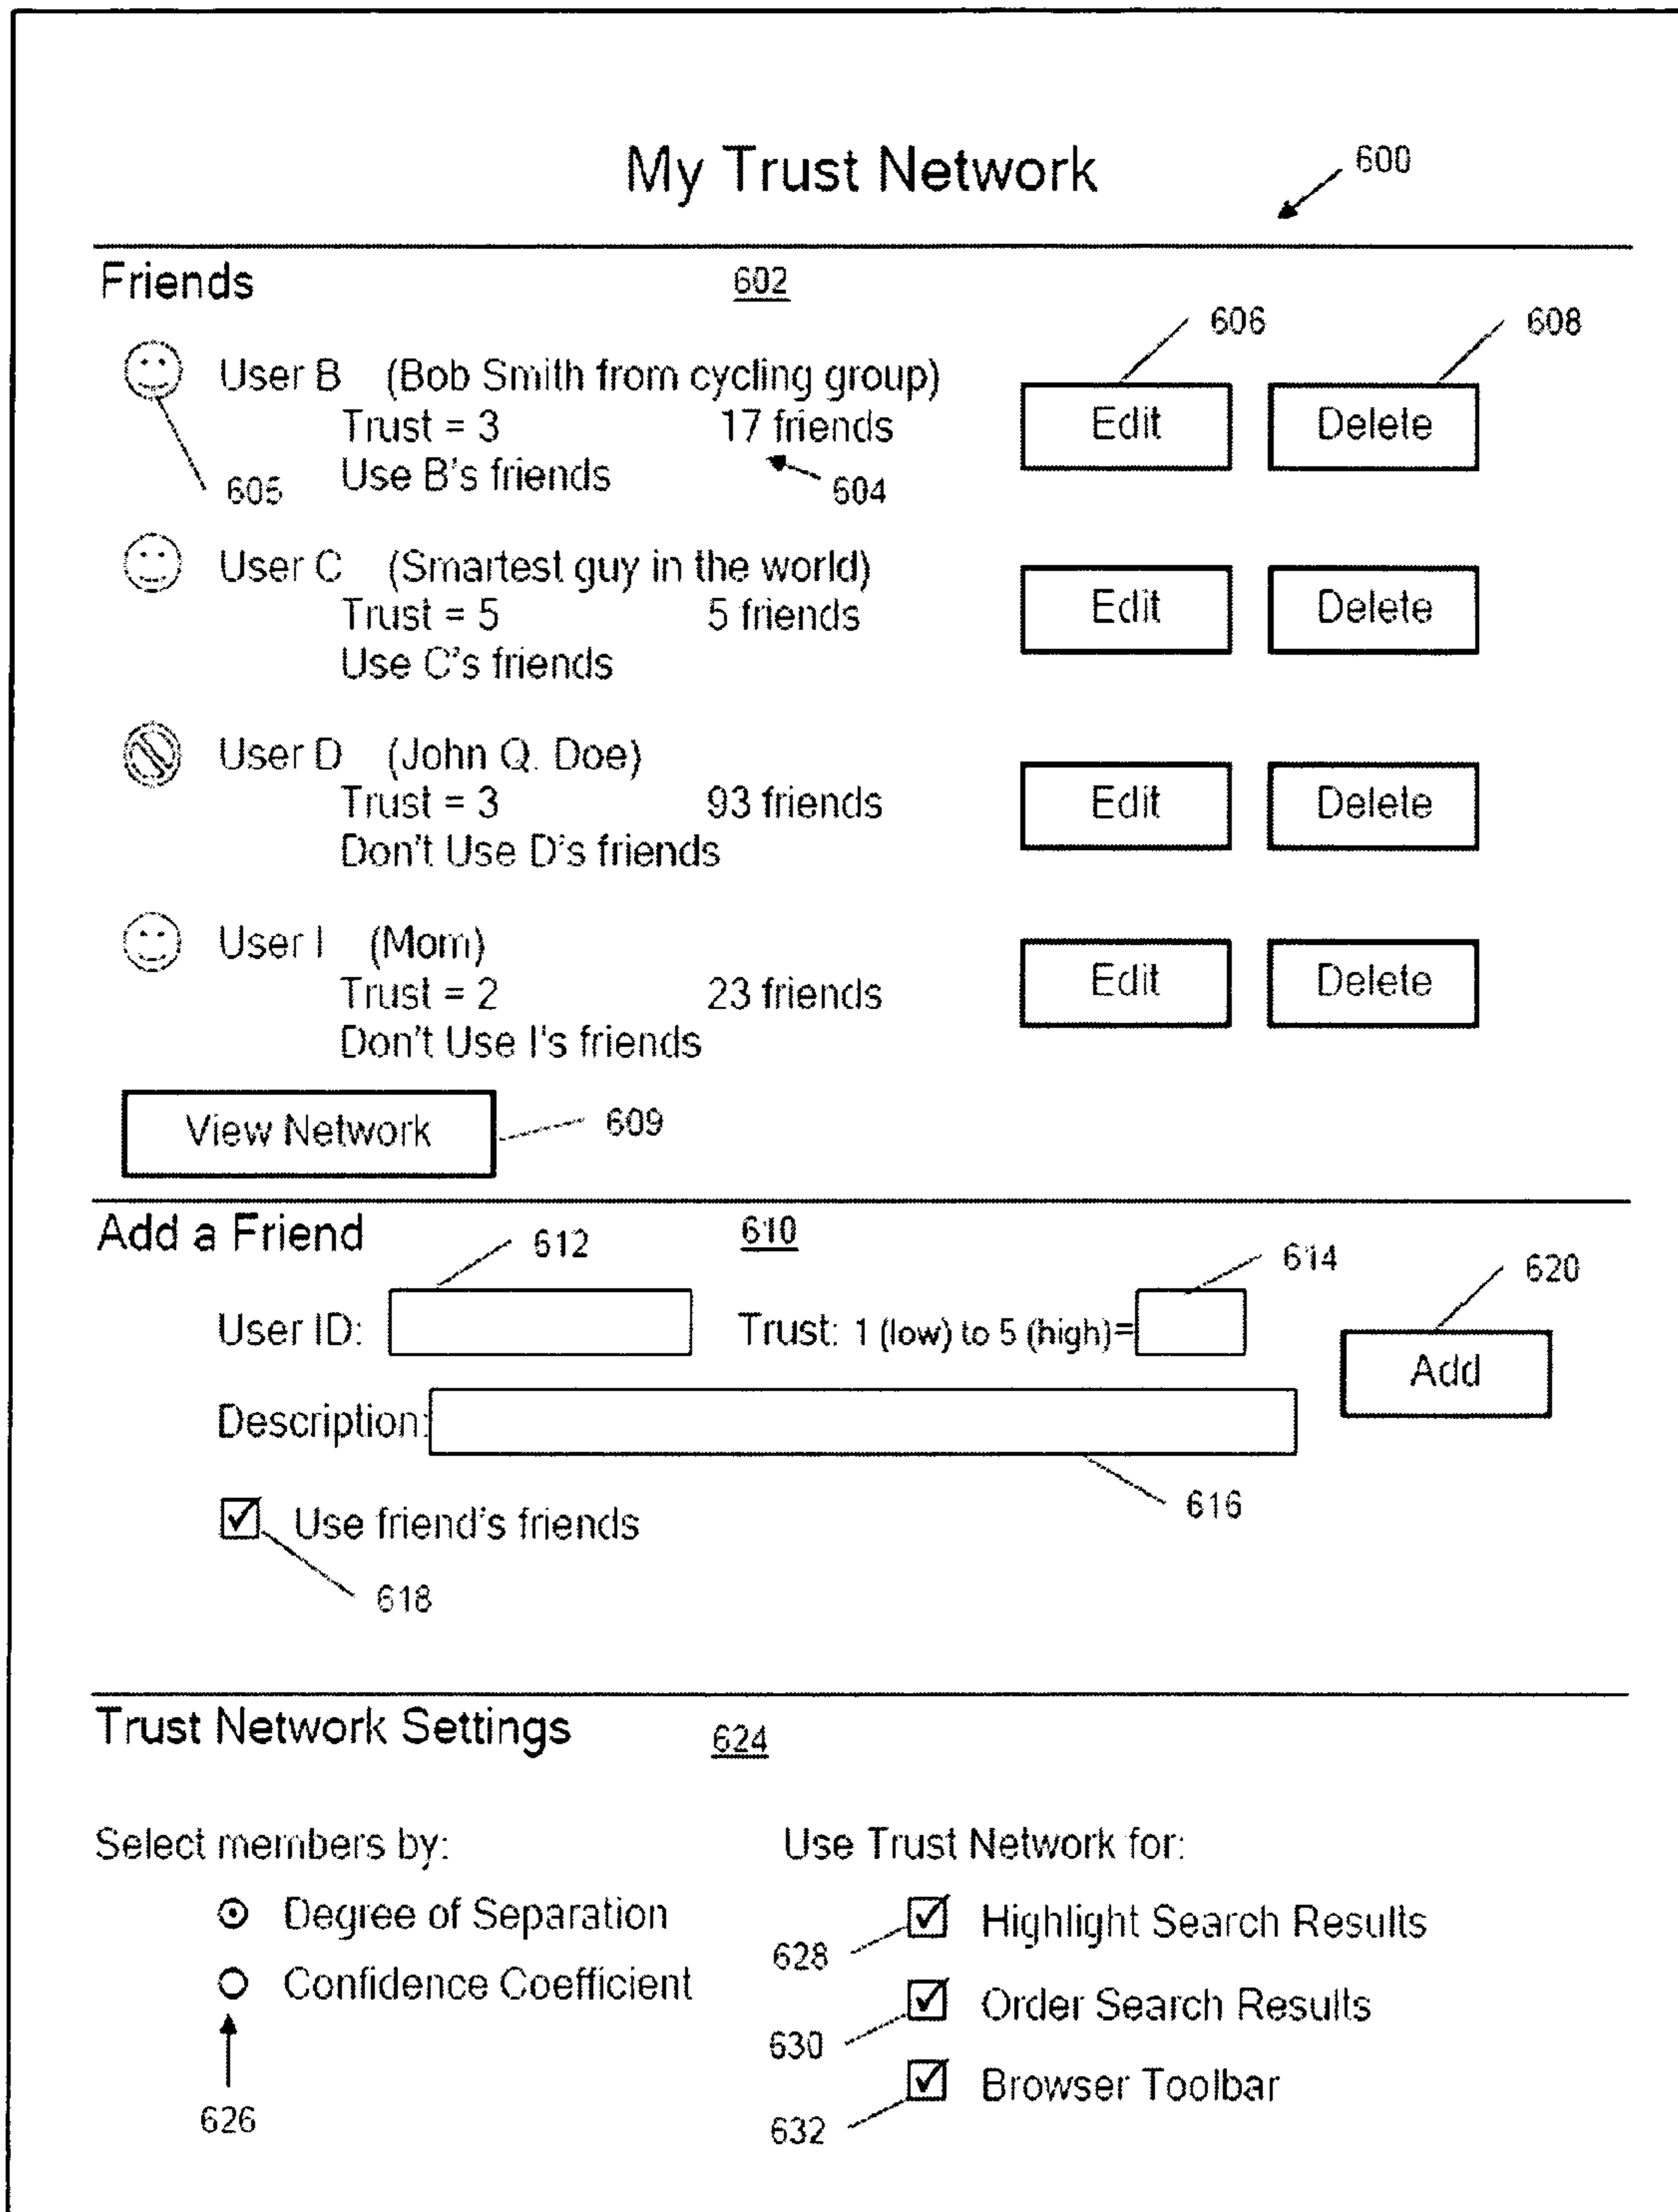 My Trust Network
600
Friends 602
606 608
User B (Bob Smith from cycling group) Edit Delete
Trust = 3 17 friends
Use B's friends
605 604
User C (Smartest guy in the world) Edit Delete
Trust = 5 5 friends
Use C's friends
User D (John Q. Doe) Edit Delete
Trust = 3 93 friends
Don't Use D's friends
User I (Mom) Edit Delete
Trust = 2 23 friends
Don't Use I's friends
View Network 609
Add a Friend 612 610 614 620
User ID: Trust: 1 (low) to 5 (high)= Add
Description:
616
Use friend's friends
618
Trust Network Settings 624
Select members by: Use Trust Network for:
Degree of Separation Highlight Search Results
628
Confidence Coefficient Order Search Results
630
Browser Toolbar
626 632